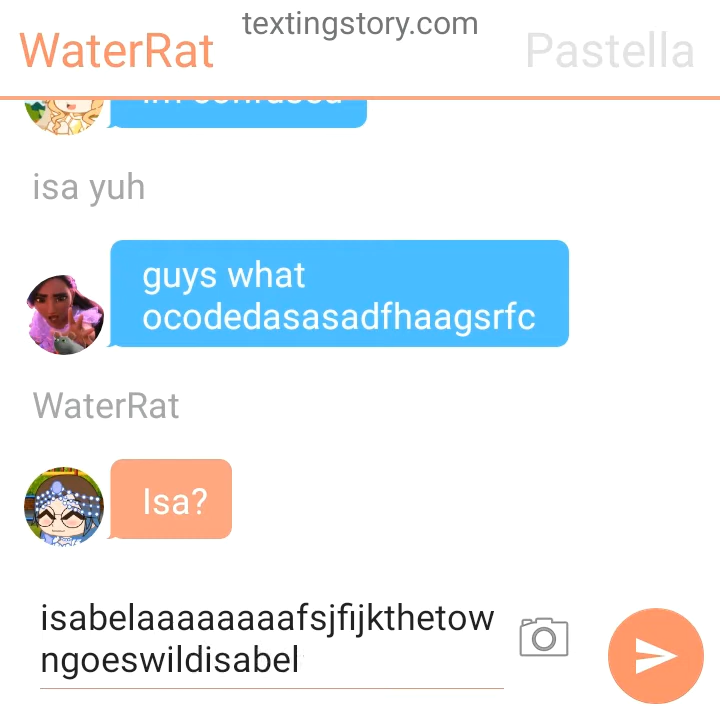 textingstory.com
WaterRat
Pastella
isa yuh
guys what
ocodedasasadfhaagsrfc
WaterRat
Isa?
isabelaaaaaaaafsjfijkthetow
ngoeswildisabel